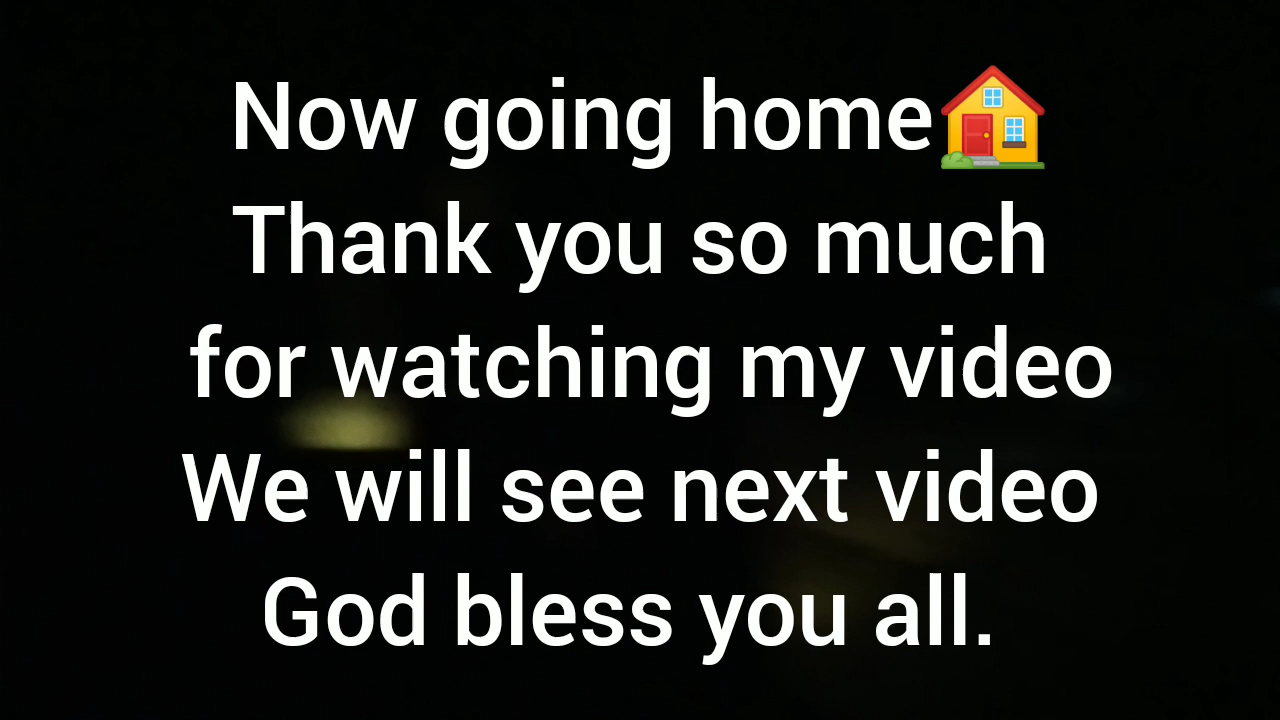 Now going home🏠
Thank you so much
for watching my video
We will see next video
God bless you all.